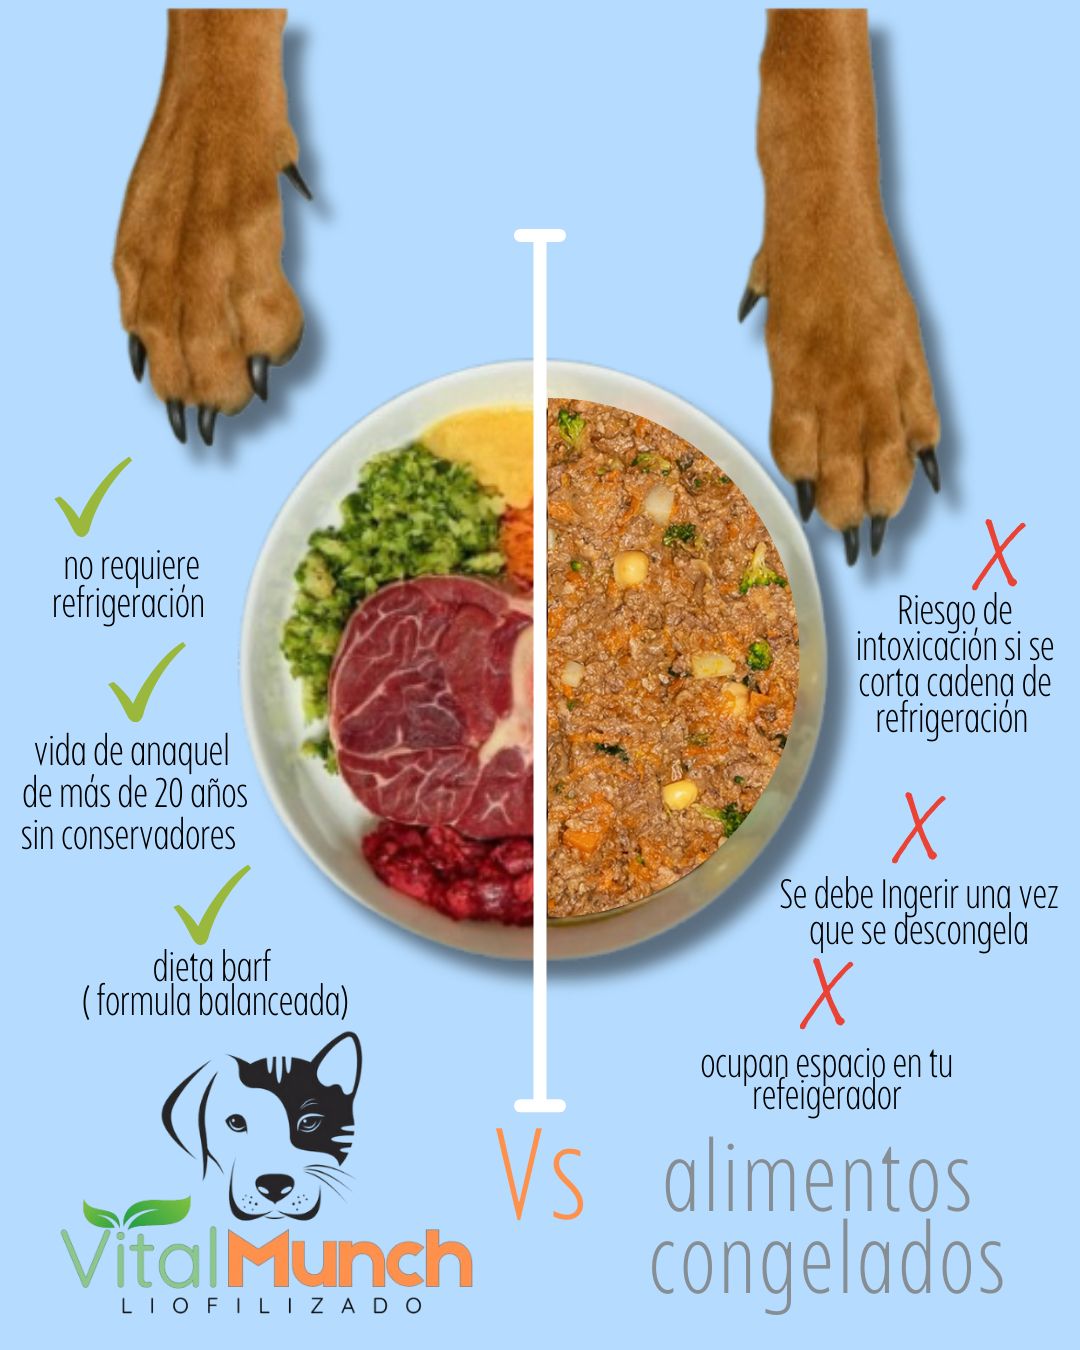 no requiere
refrigeración
vida de anaquel
de más de 20 años
sin conservadores
dieta barf
( formula balanceada)
VitalMunch
LIOFILIZADO
Vs
Riesgo de
intoxicación si se
corta cadena de
refrigeración
Se debe Ingerir una vez
que se descongela
ocupan espacio en tu
refeigerador
alimentos
congelados